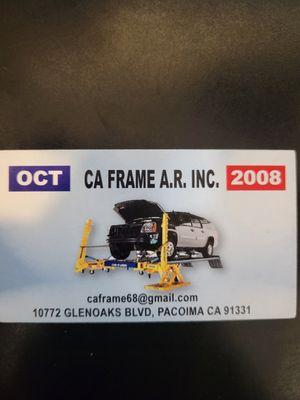 OCT CA FRAME A.R. INC. 2008
caframe68@gmail.com
10772 GLENOAKS BLVD, PACOIMA CA 91331